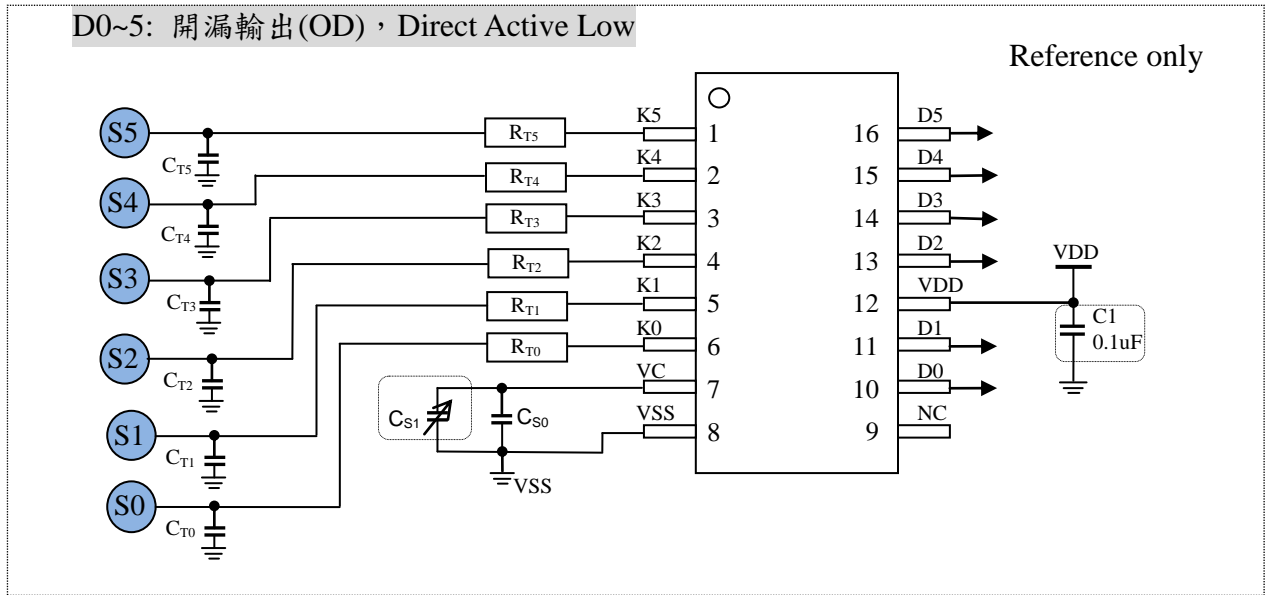 D0~5: 開漏輸出(OD)，Direct Active Low
Reference only
S5
CT5
RT5
K5
1
16
D5
S4
CT4
RT4
K4
2
15
D4
S3
CT3
RT3
K3
3
14
D3
S2
CT2
RT2
K2
4
13
D2
S1
CT1
RT1
K1
5
12
VDD
VDD
C1
0.1uF
S0
CT0
RT0
K0
6
11
D1
CS1
CS0
VC
7
10
D0
VSS
VSS
8
9
NC